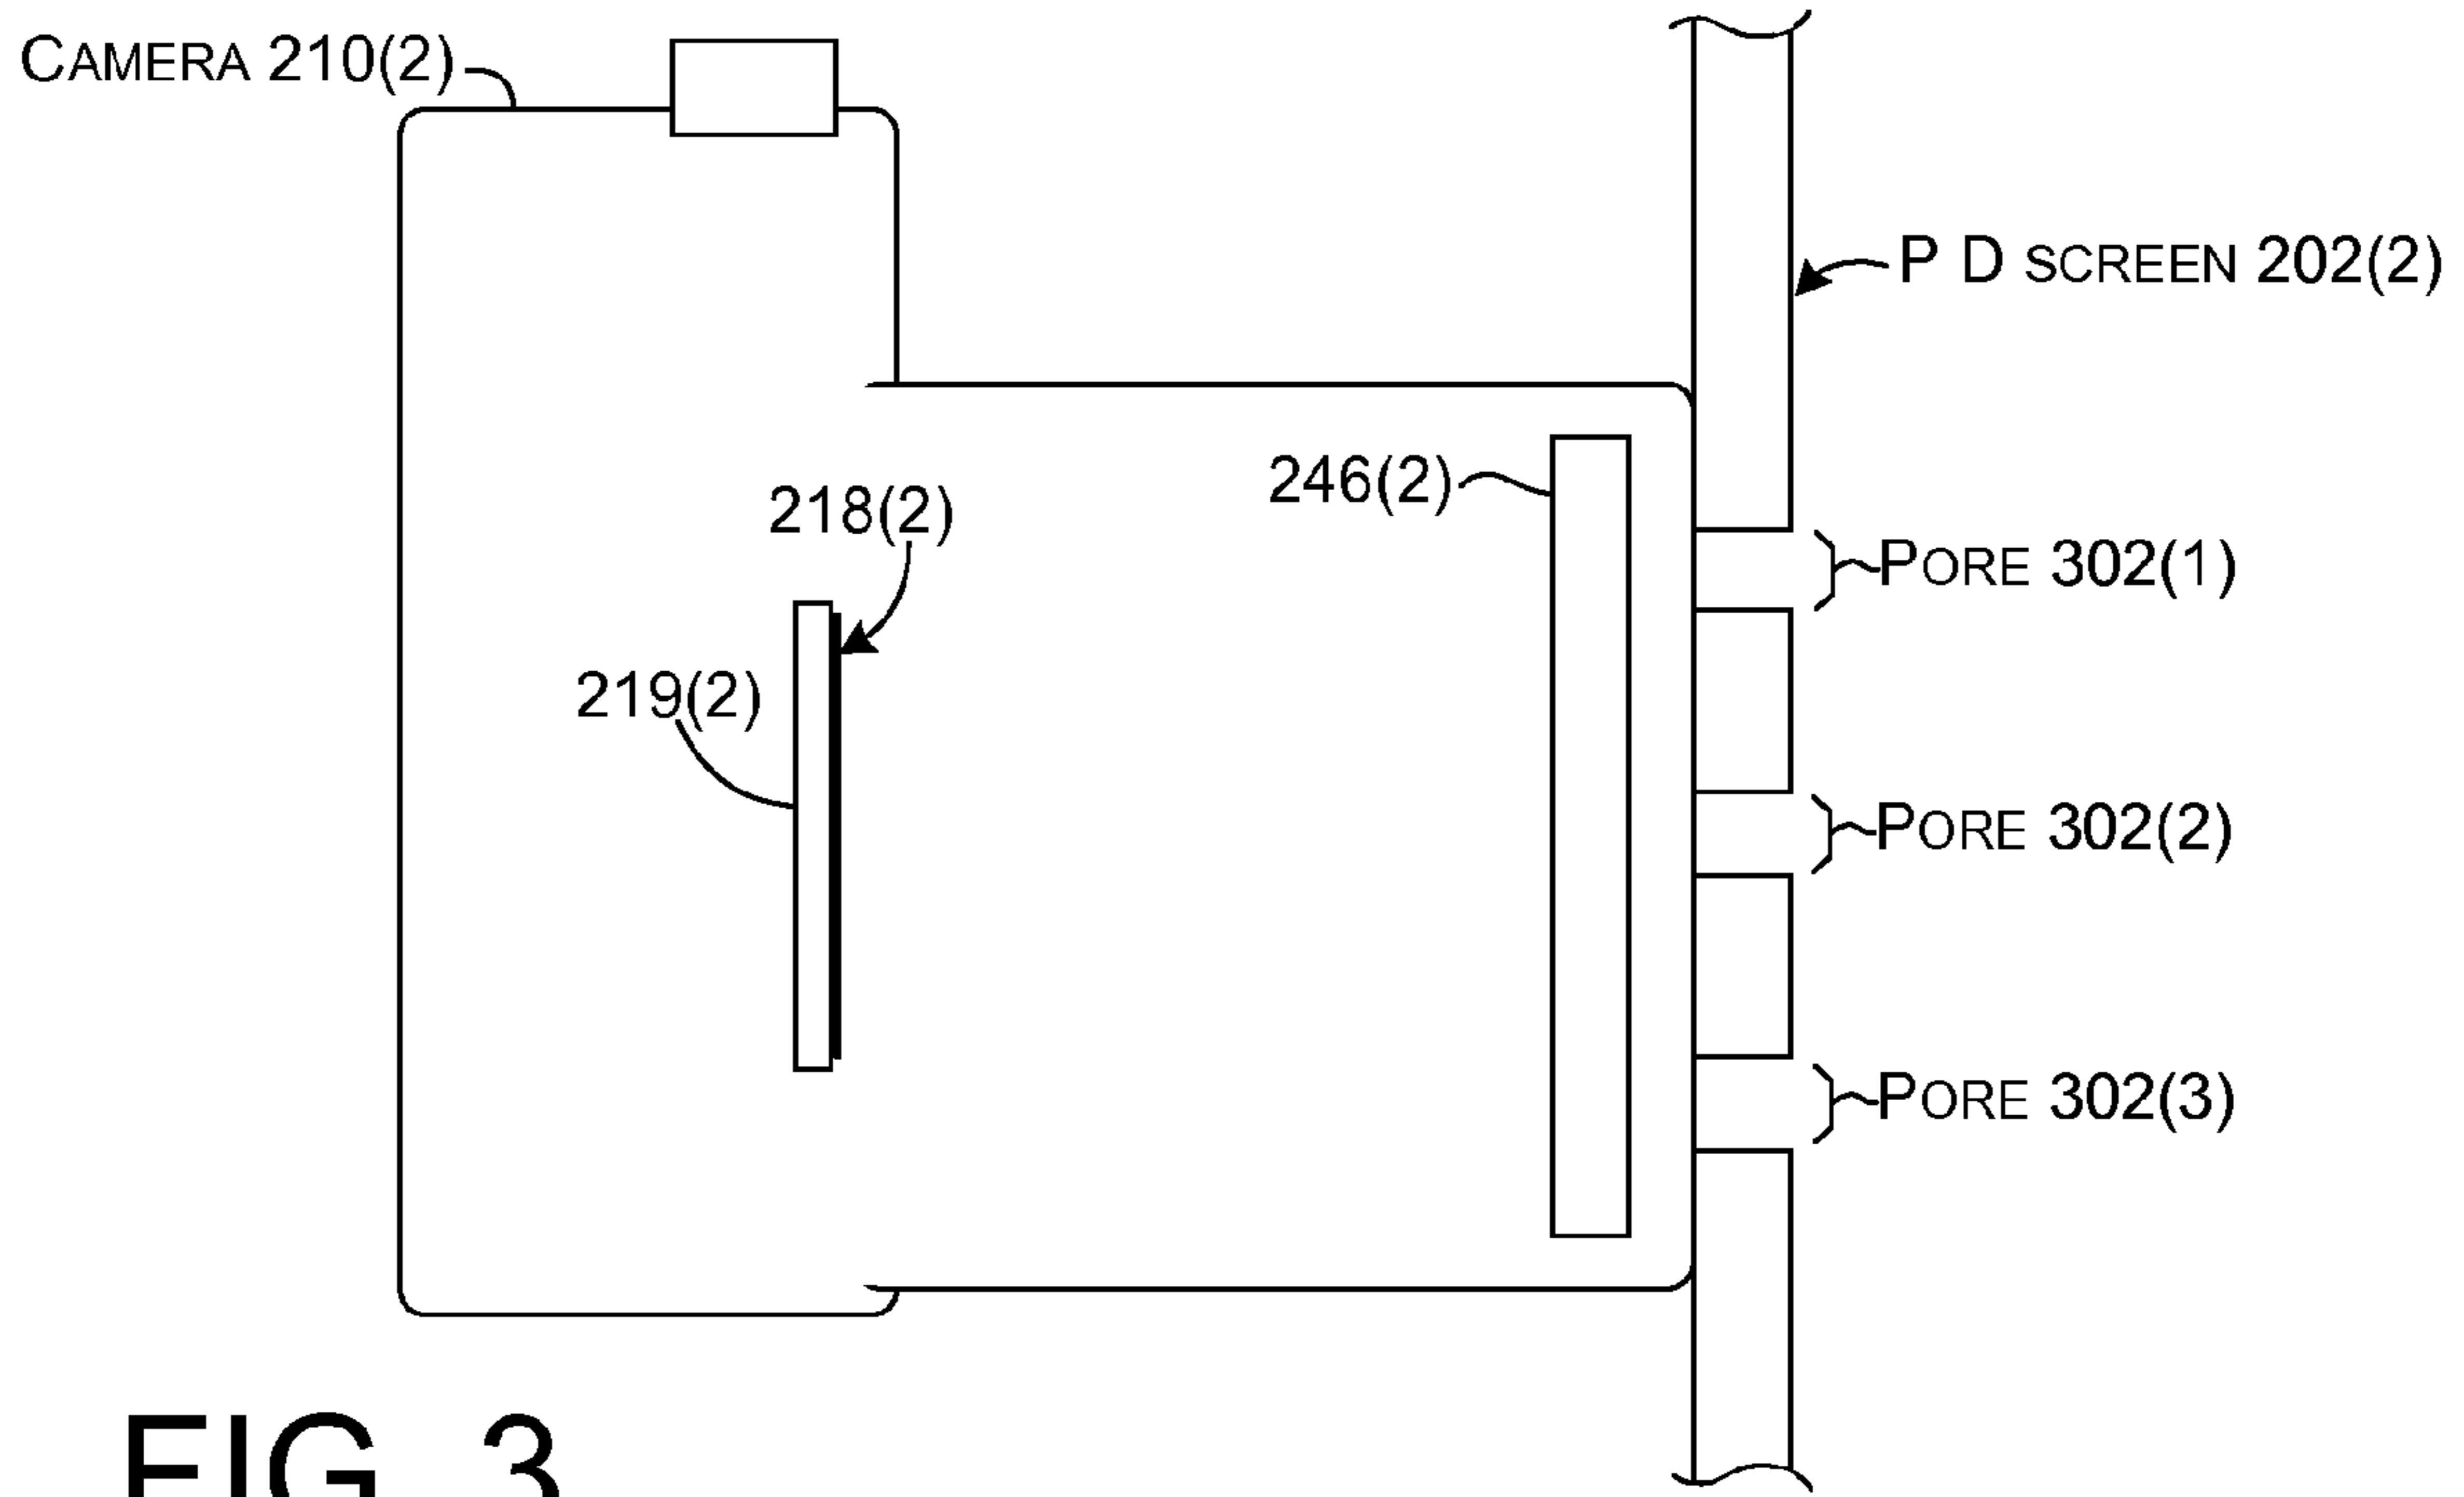 CAMERA 210(2)
P D SCREEN 202(2)
246(2)
218(2)
PORE 302(1)
219(2)
PORE 302(2)
PORE 302(3)
FIG. 3